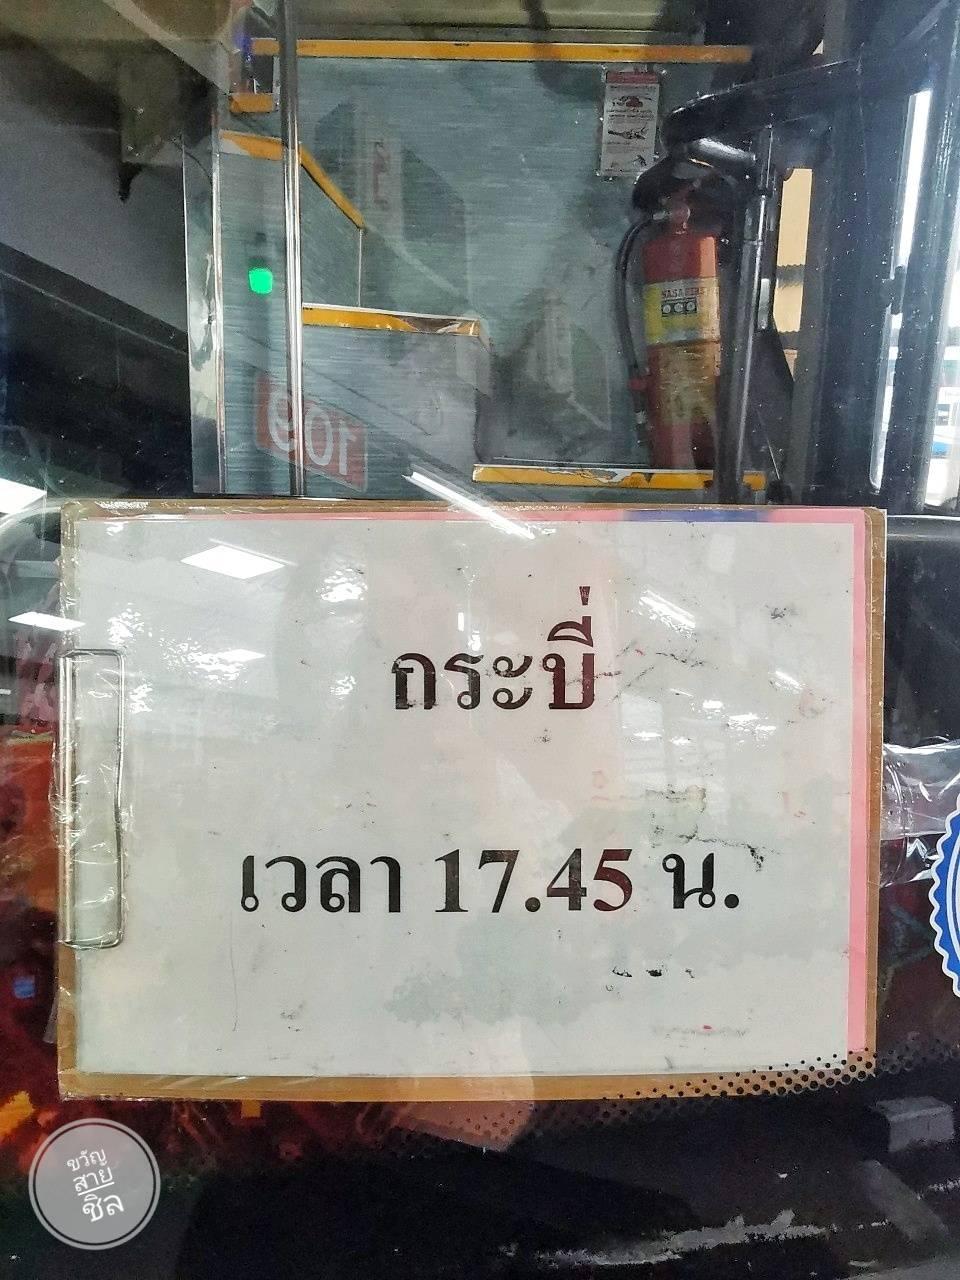 109
กระบี่
เวลา 17.45 น.
ขวัญ
สาย
ชิล